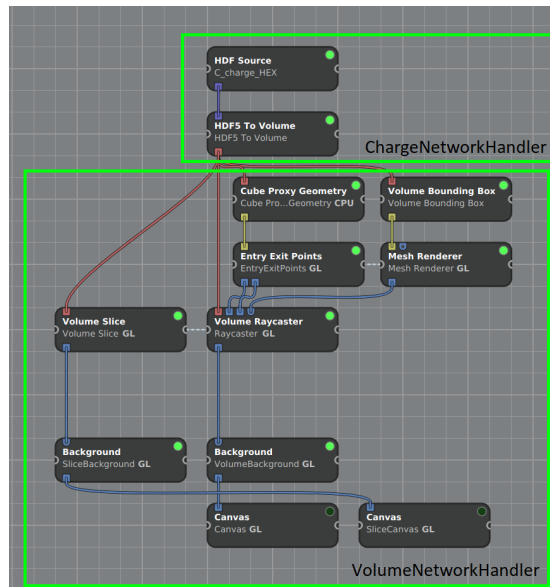 HDF Source
C_charge_HEX
HDF5 To Volume
HDF5 To Volume
ChargeNetworkHandler
Cube Proxy Geometry
Cube Pro...Geometry CPU
Volume Bounding Box
Volume Bounding Box
Entry Exit Points
EntryExitPoints GL
Mesh Renderer
Mesh Renderer GL
Volume Slice
Volume Slice GL
Volume Raycaster
Raycaster GL
Background
SliceBackground GL
Background
VolumeBackground GL
Canvas
Canvas GL
Canvas
SliceCanvas GL
VolumeNetworkHandler